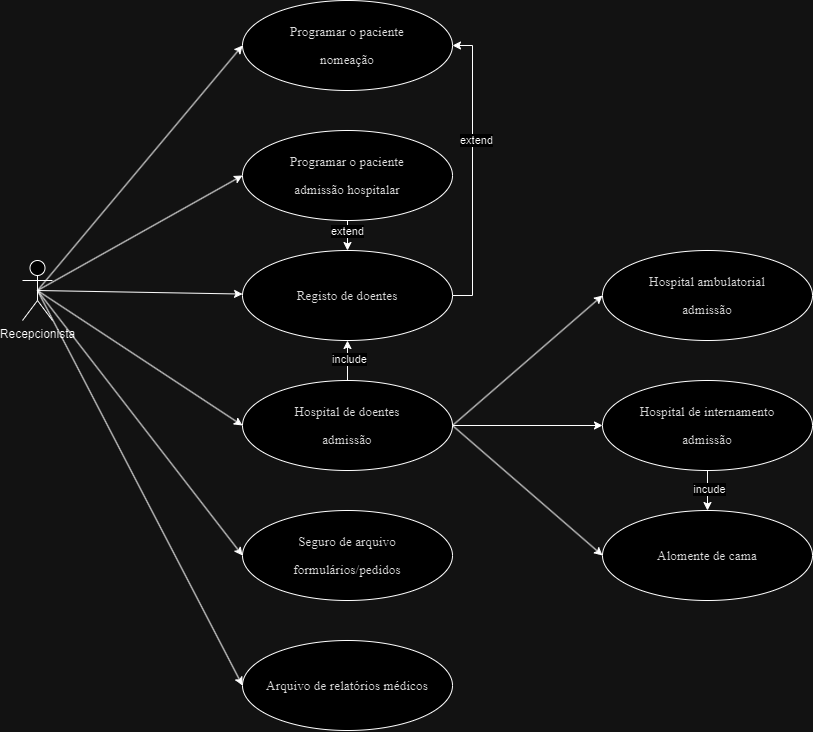 Programar o paciente
nomeação
extend
Programar o paciente
admissão hospitalar
extend
Registo de doentes
Hospital ambulatorial
admissão
Recepcionista
include
Hospital de doentes
admissão
Hospital de internamento
admissão
incude
Seguro de arquivo
formulários/pedidos
Alomente de cama
Arquivo de relatórios médicos